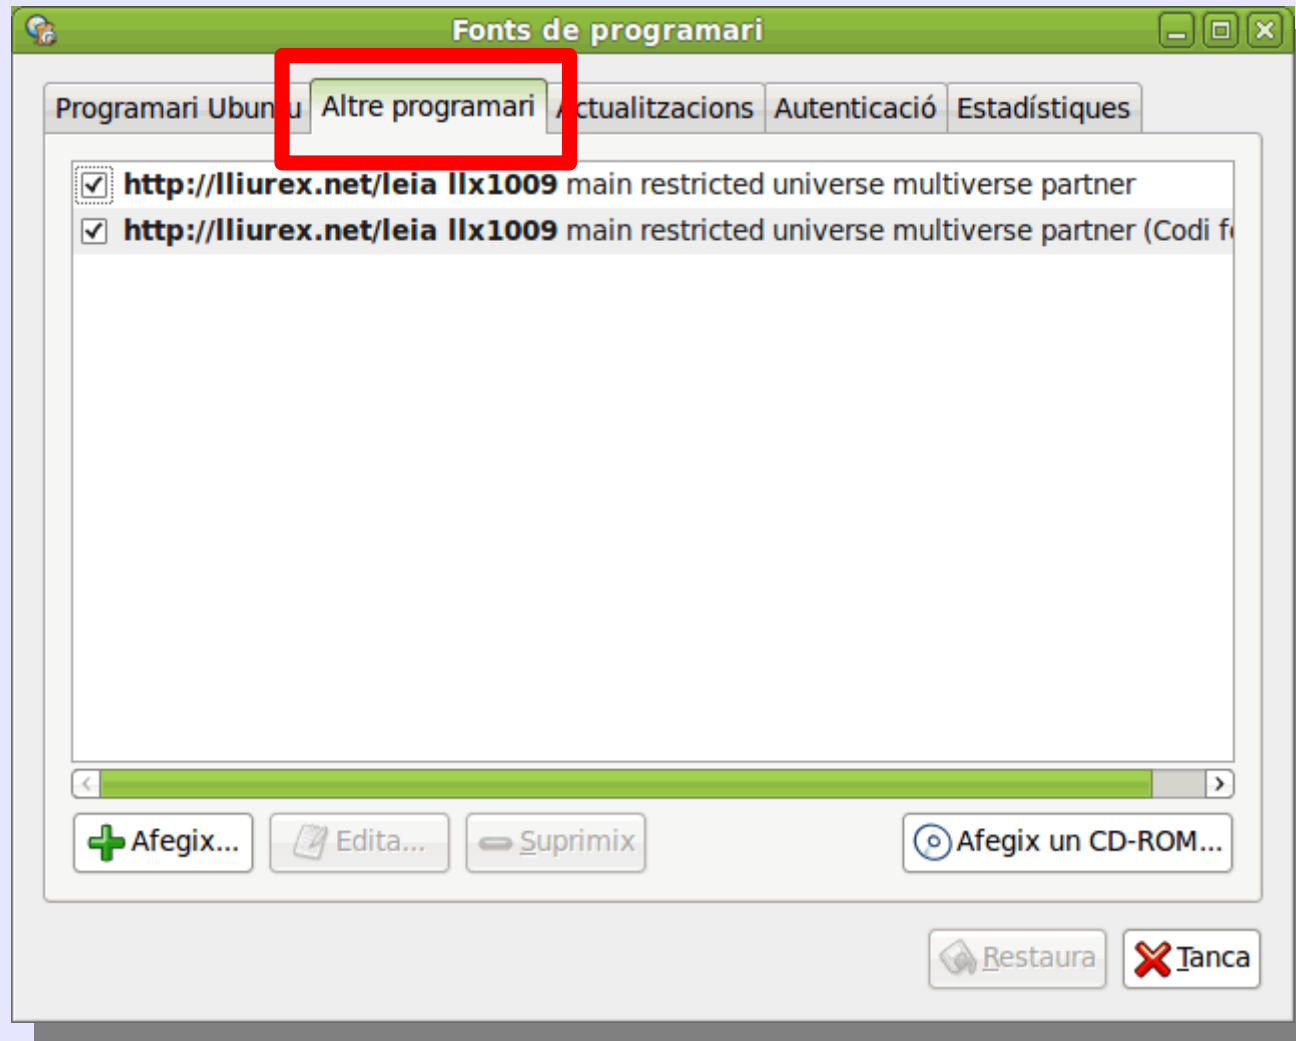 Fonts de programari
Programari Ubuntu Altre programari Actualitzacions Autenticació Estadístiques
http://lliurex.net/leia llx1009 main restricted universe multiverse partner
http://lliurex.net/leia llx1009 main restricted universe multiverse partner (Codi
Afegix... Edita... Suprimix Afegix un CD-ROM...
Restaura Tanca